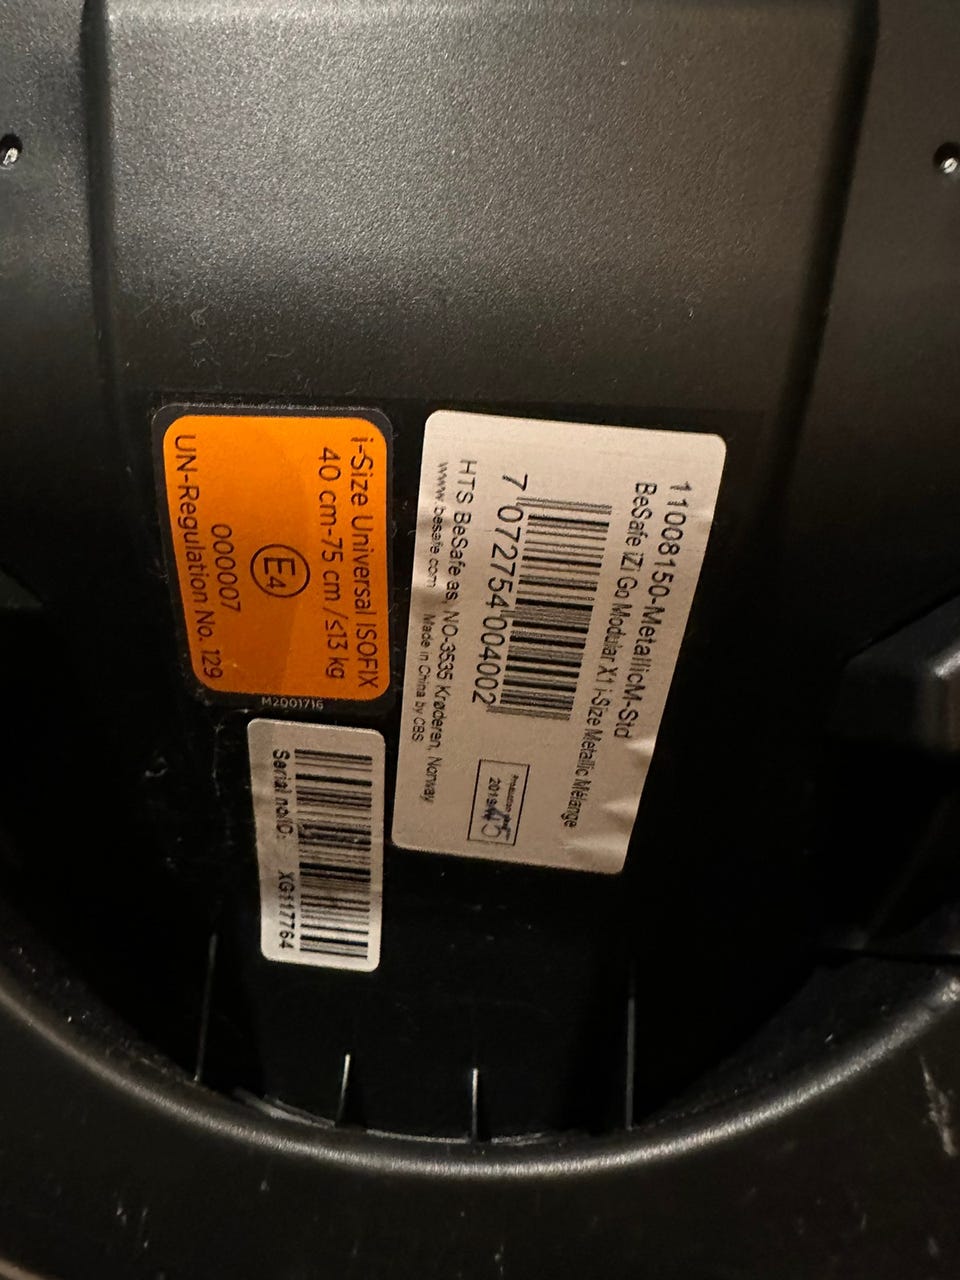 11008150-MetallicM-Std
BeSafe iZi Go Modular X1 i-Size Metallic Mélange
7 072754 004002
HTS BeSafe as, NO-3535 Krøderen, Norway
www.besafe.com Made in China by CBS
i-Size Universal ISOFIX
40 cm-75 cm /≤13 kg
E4
000007
UN-Regulation No. 129
M2001716
Serial no/ID: XG117764